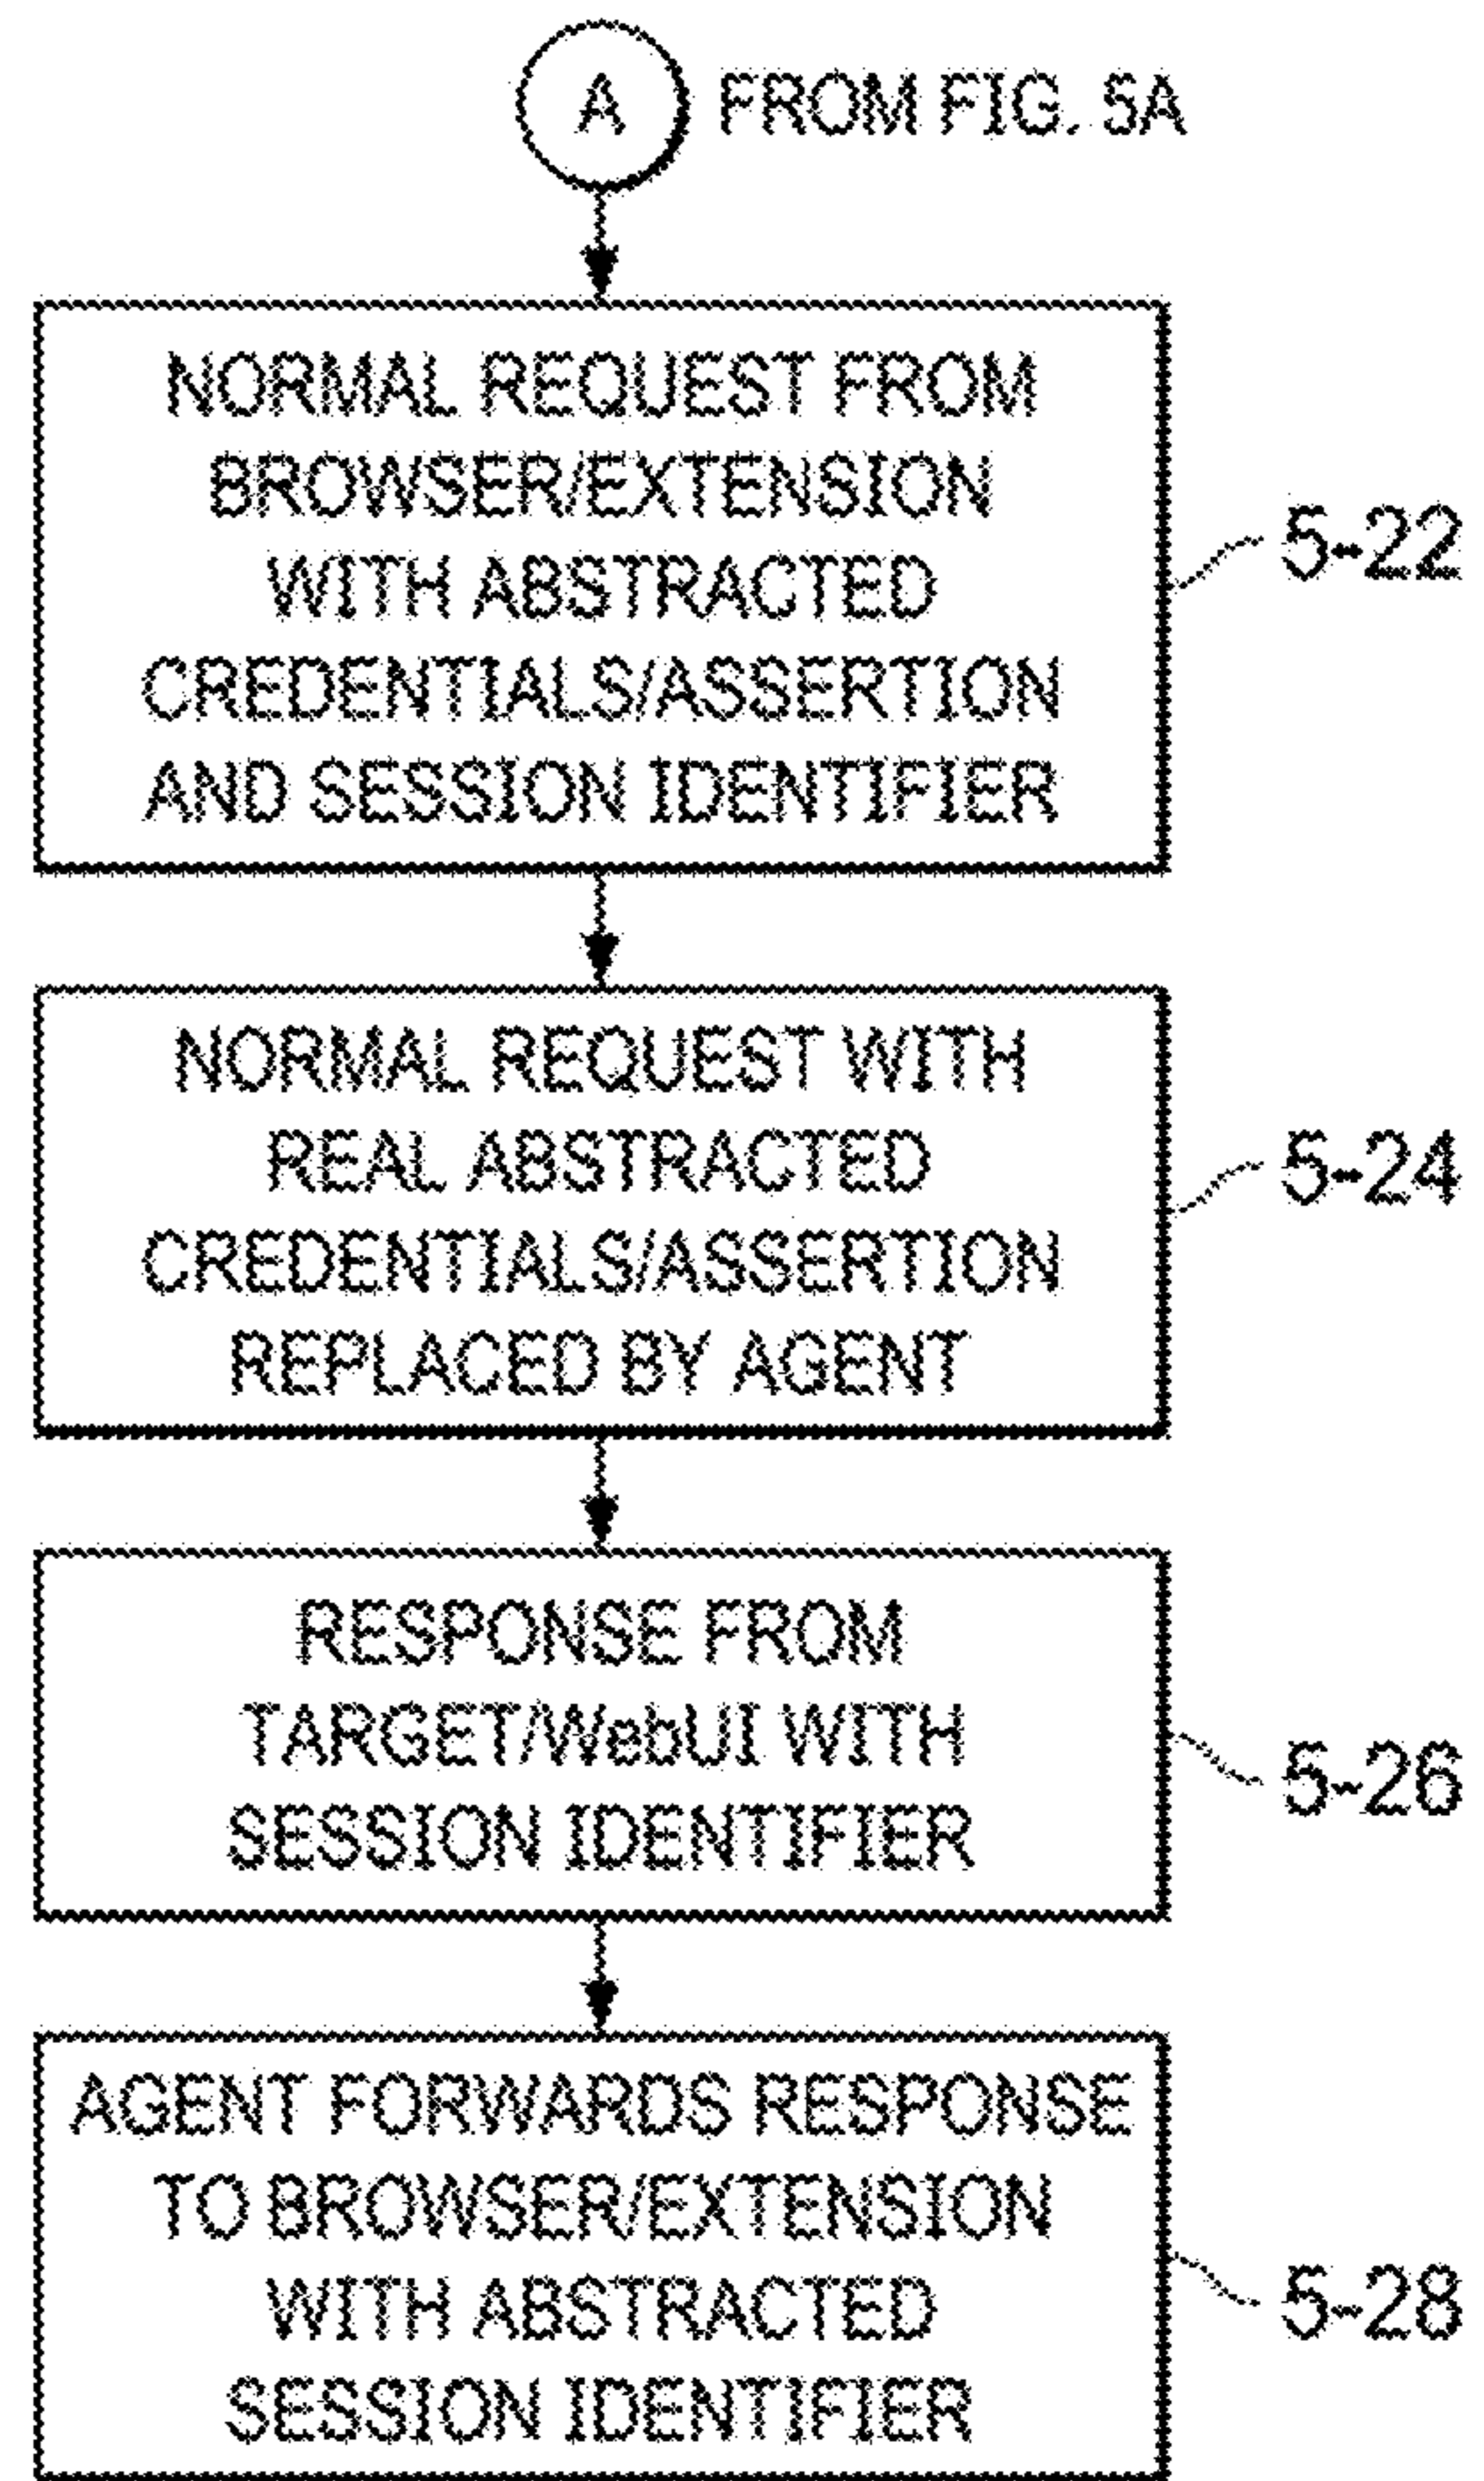 A FROM FIG. 5A
NORMAL REQUEST FROM
BROWSER/EXTENSION
WITH ABSTRACTED
CREDENTIALS/ASSERTION
AND SESSION IDENTIFIER
5-22
NORMAL REQUEST WITH
REAL ABSTRACTED
CREDENTIALS/ASSERTION
REPLACED BY AGENT
5-24
RESPONSE FROM
TARGET/WebUI WITH
SESSION IDENTIFIER
5-26
AGENT FORWARDS RESPONSE
TO BROWSER/EXTENSION
WITH ABSTRACTED
SESSION IDENTIFIER
5-28